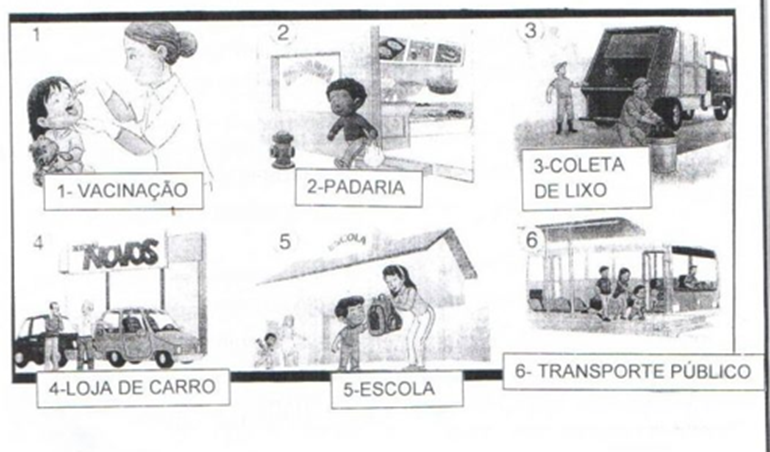 1
2
3
1- VACINAÇÃO
2-PADARIA
3-COLETA
DE LIXO
4
NOVOS
5
ESCOLA
6
4-LOJA DE CARRO
5-ESCOLA
6- TRANSPORTE PÚBLICO